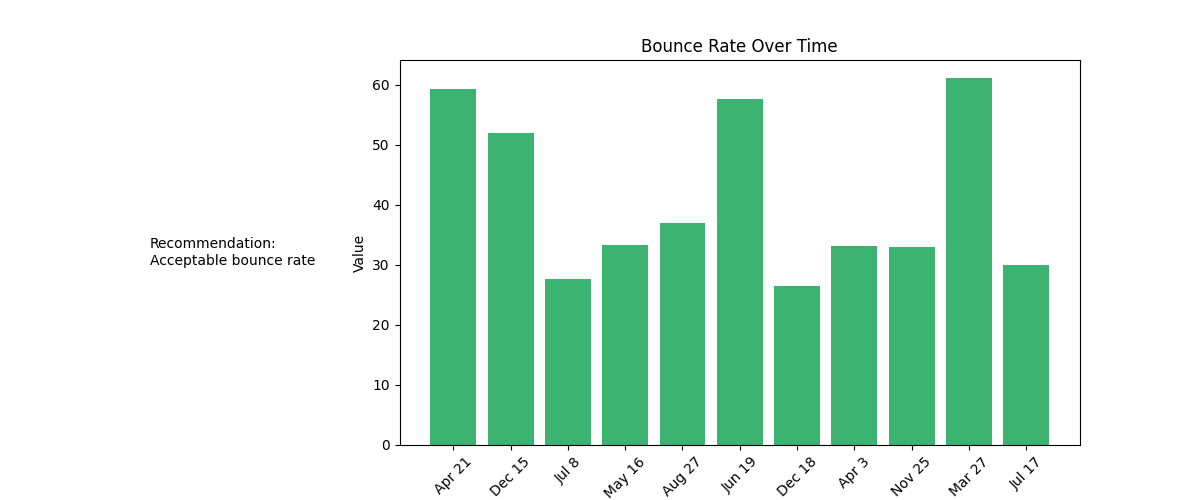 Bounce Rate Over Time
Recommendation:
Acceptable bounce rate
Value
60
50
40
30
20
10
0
Apr 21
Dec 15
Jul 8
May 16
Aug 27
Jun 19
Dec 18
Apr 3
Nov 25
Mar 27
Jul 17